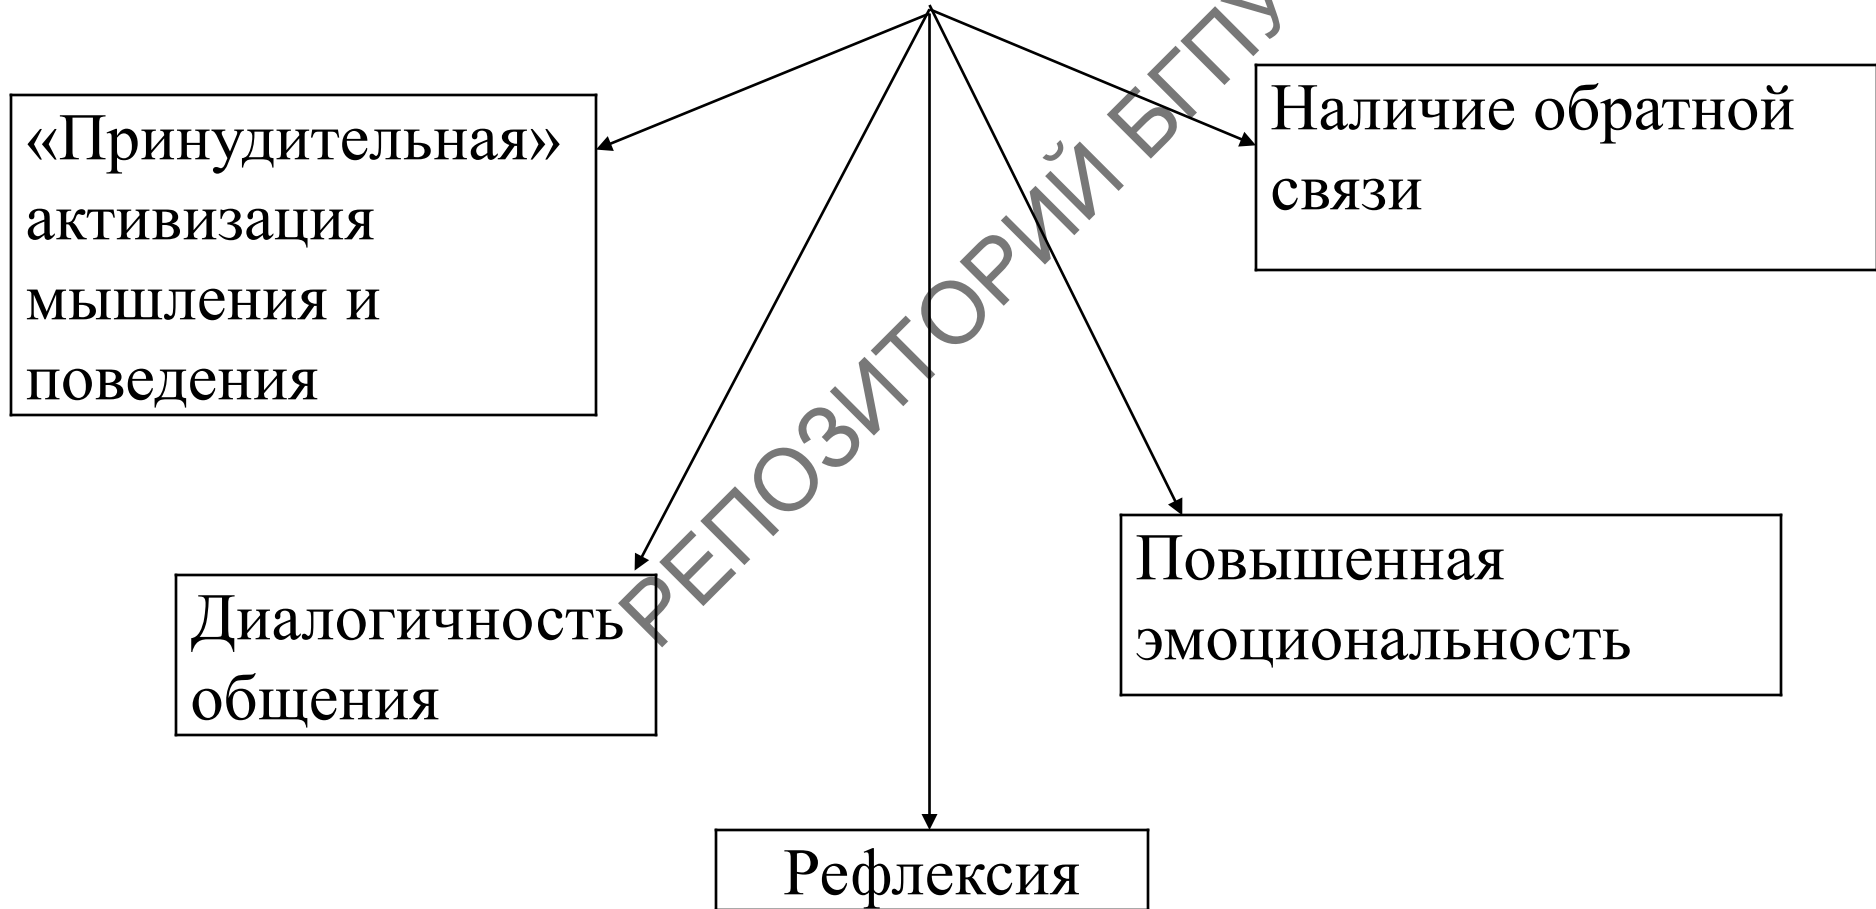 «Принудительная»
активизация
мышления и
поведения
Наличие обратной
связи
Диалогичность
общения
Повышенная
эмоциональность
Рефлексия
РЕПОЗИТОРИЙ БГПУ